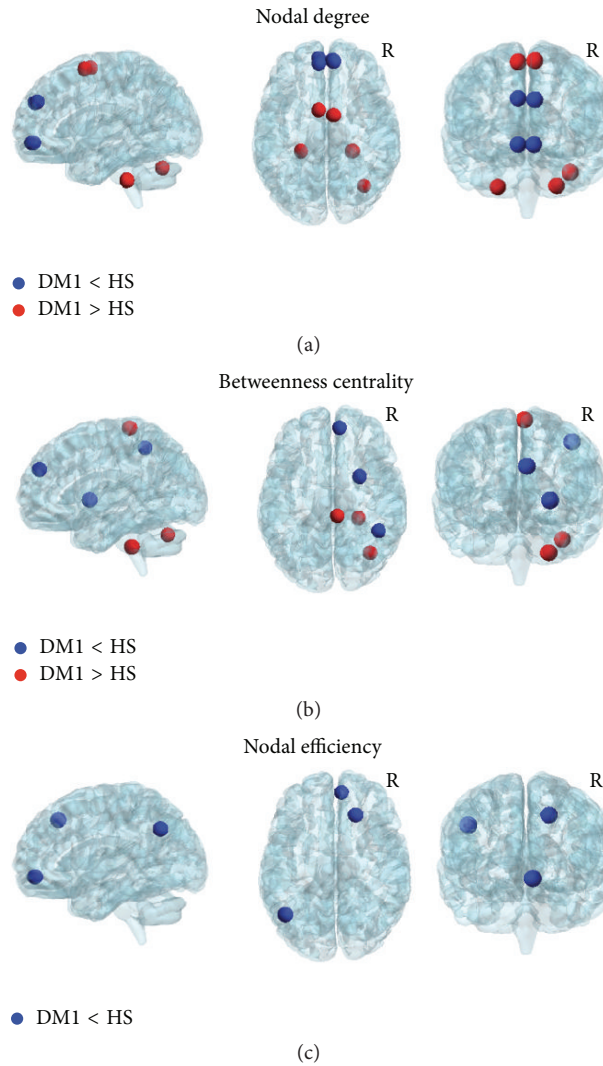 Nodal degree
R
R
DM1 < HS
DM1 > HS
(a)
Betweenness centrality
R
R
DM1 < HS
DM1 > HS
(b)
Nodal efficiency
R
R
DM1 < HS
(c)